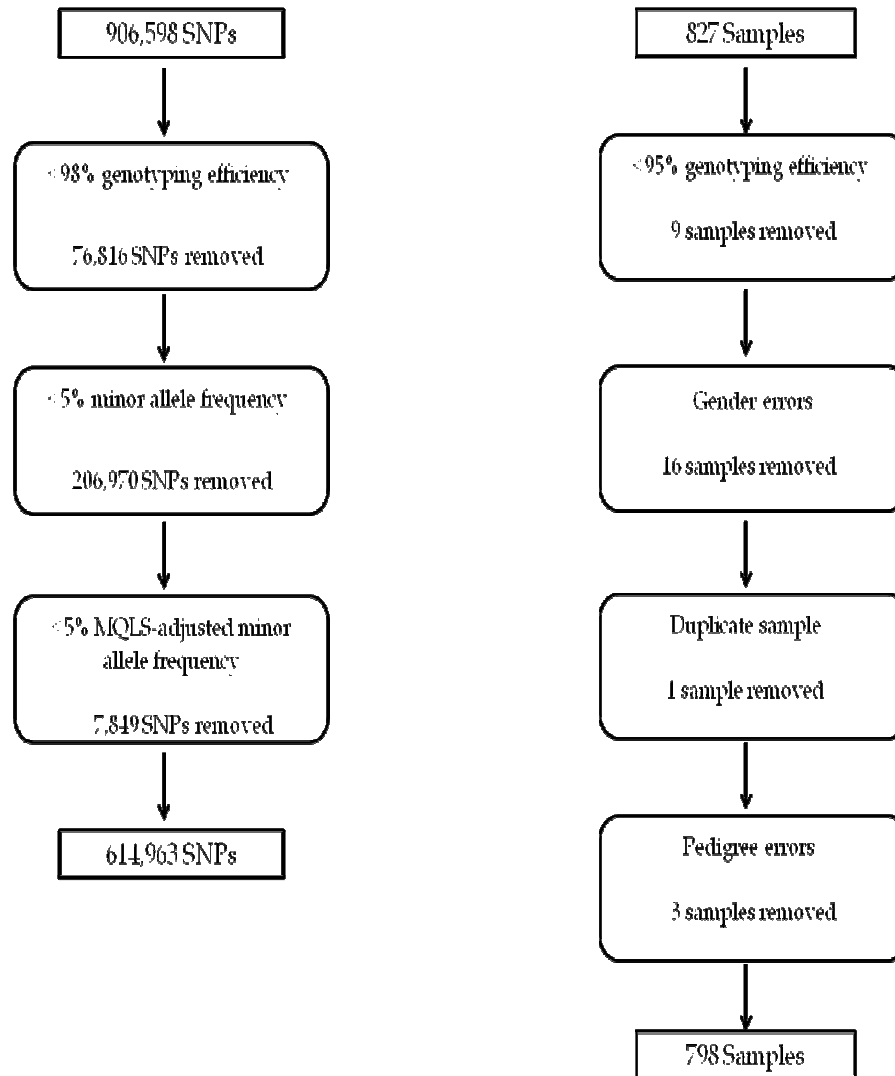 906,598 SNPs
<98% genotyping efficiency
76,816 SNPs removed
<5% minor allele frequency
206,970 SNPs removed
<5% MQLS-adjusted minor
allele frequency
7,849 SNPs removed
614,963 SNPs
827 Samples
<95% genotyping efficiency
9 samples removed
Gender errors
16 samples removed
Duplicate sample
1 sample removed
Pedigree errors
3 samples removed
798 Samples